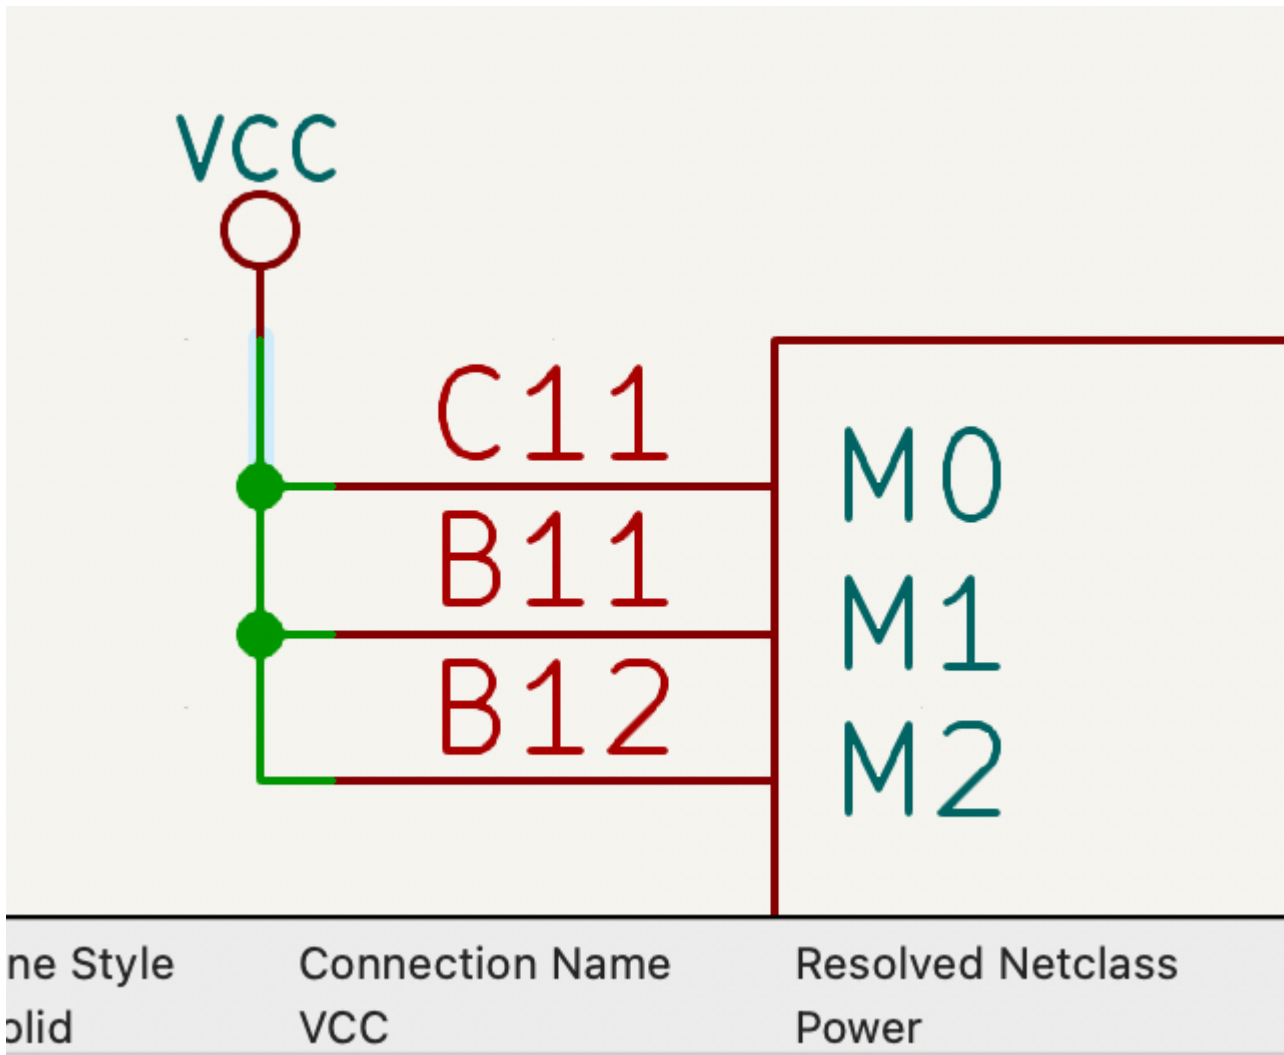 VCC
C11
M0
B11
M1
B12
M2
ne Style Connection Name Resolved Netclass
olid VCC Power